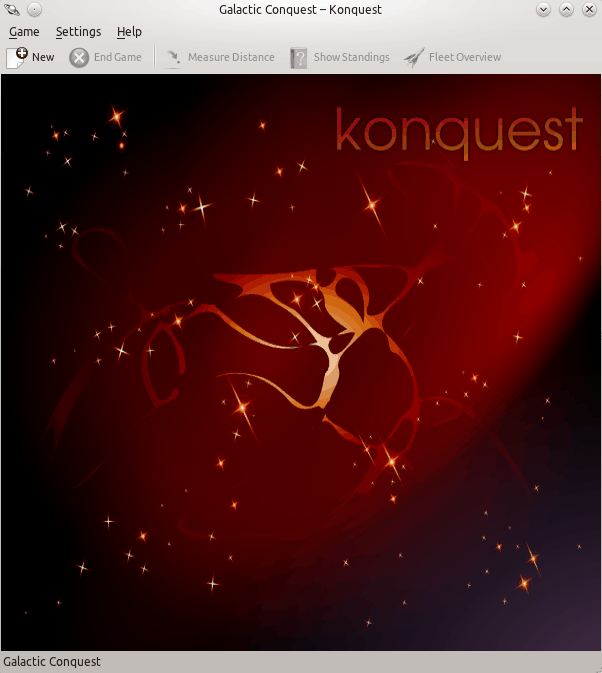 Galactic Conquest – Konquest
Game Settings Help
New End Game Measure Distance Show Standings Fleet Overview
konquest
Galactic Conquest